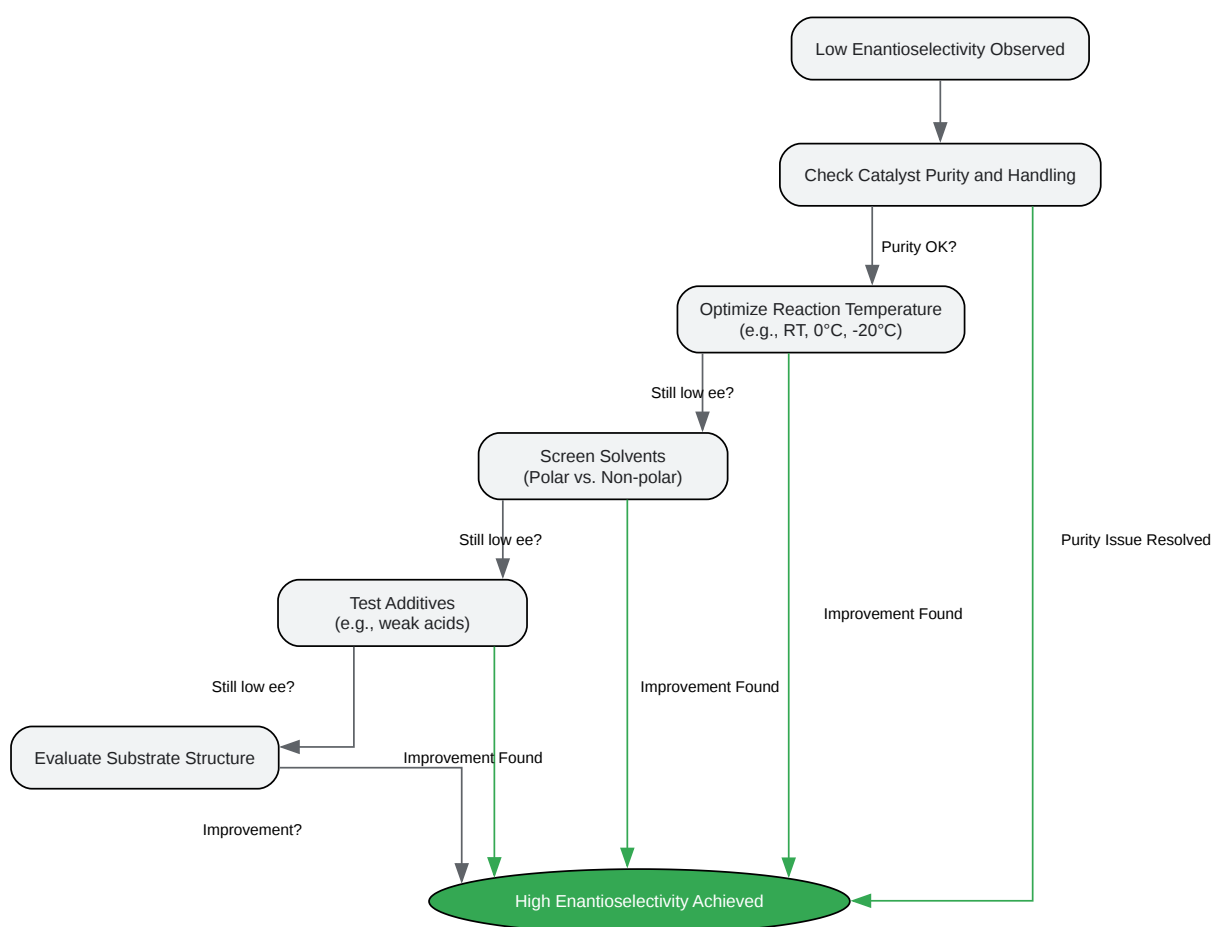 Low Enantioselectivity Observed
Check Catalyst Purity and Handling
Purity OK?
Optimize Reaction Temperature
(e.g., RT, 0°C, -20°C)
Still low ee?
Screen Solvents
(Polar vs. Non-polar)
Still low ee?
Purity Issue Resolved
Test Additives
(e.g., weak acids)
Improvement Found
Still low ee?
Improvement Found
Evaluate Substrate Structure
Improvement Found
Improvement?
High Enantioselectivity Achieved